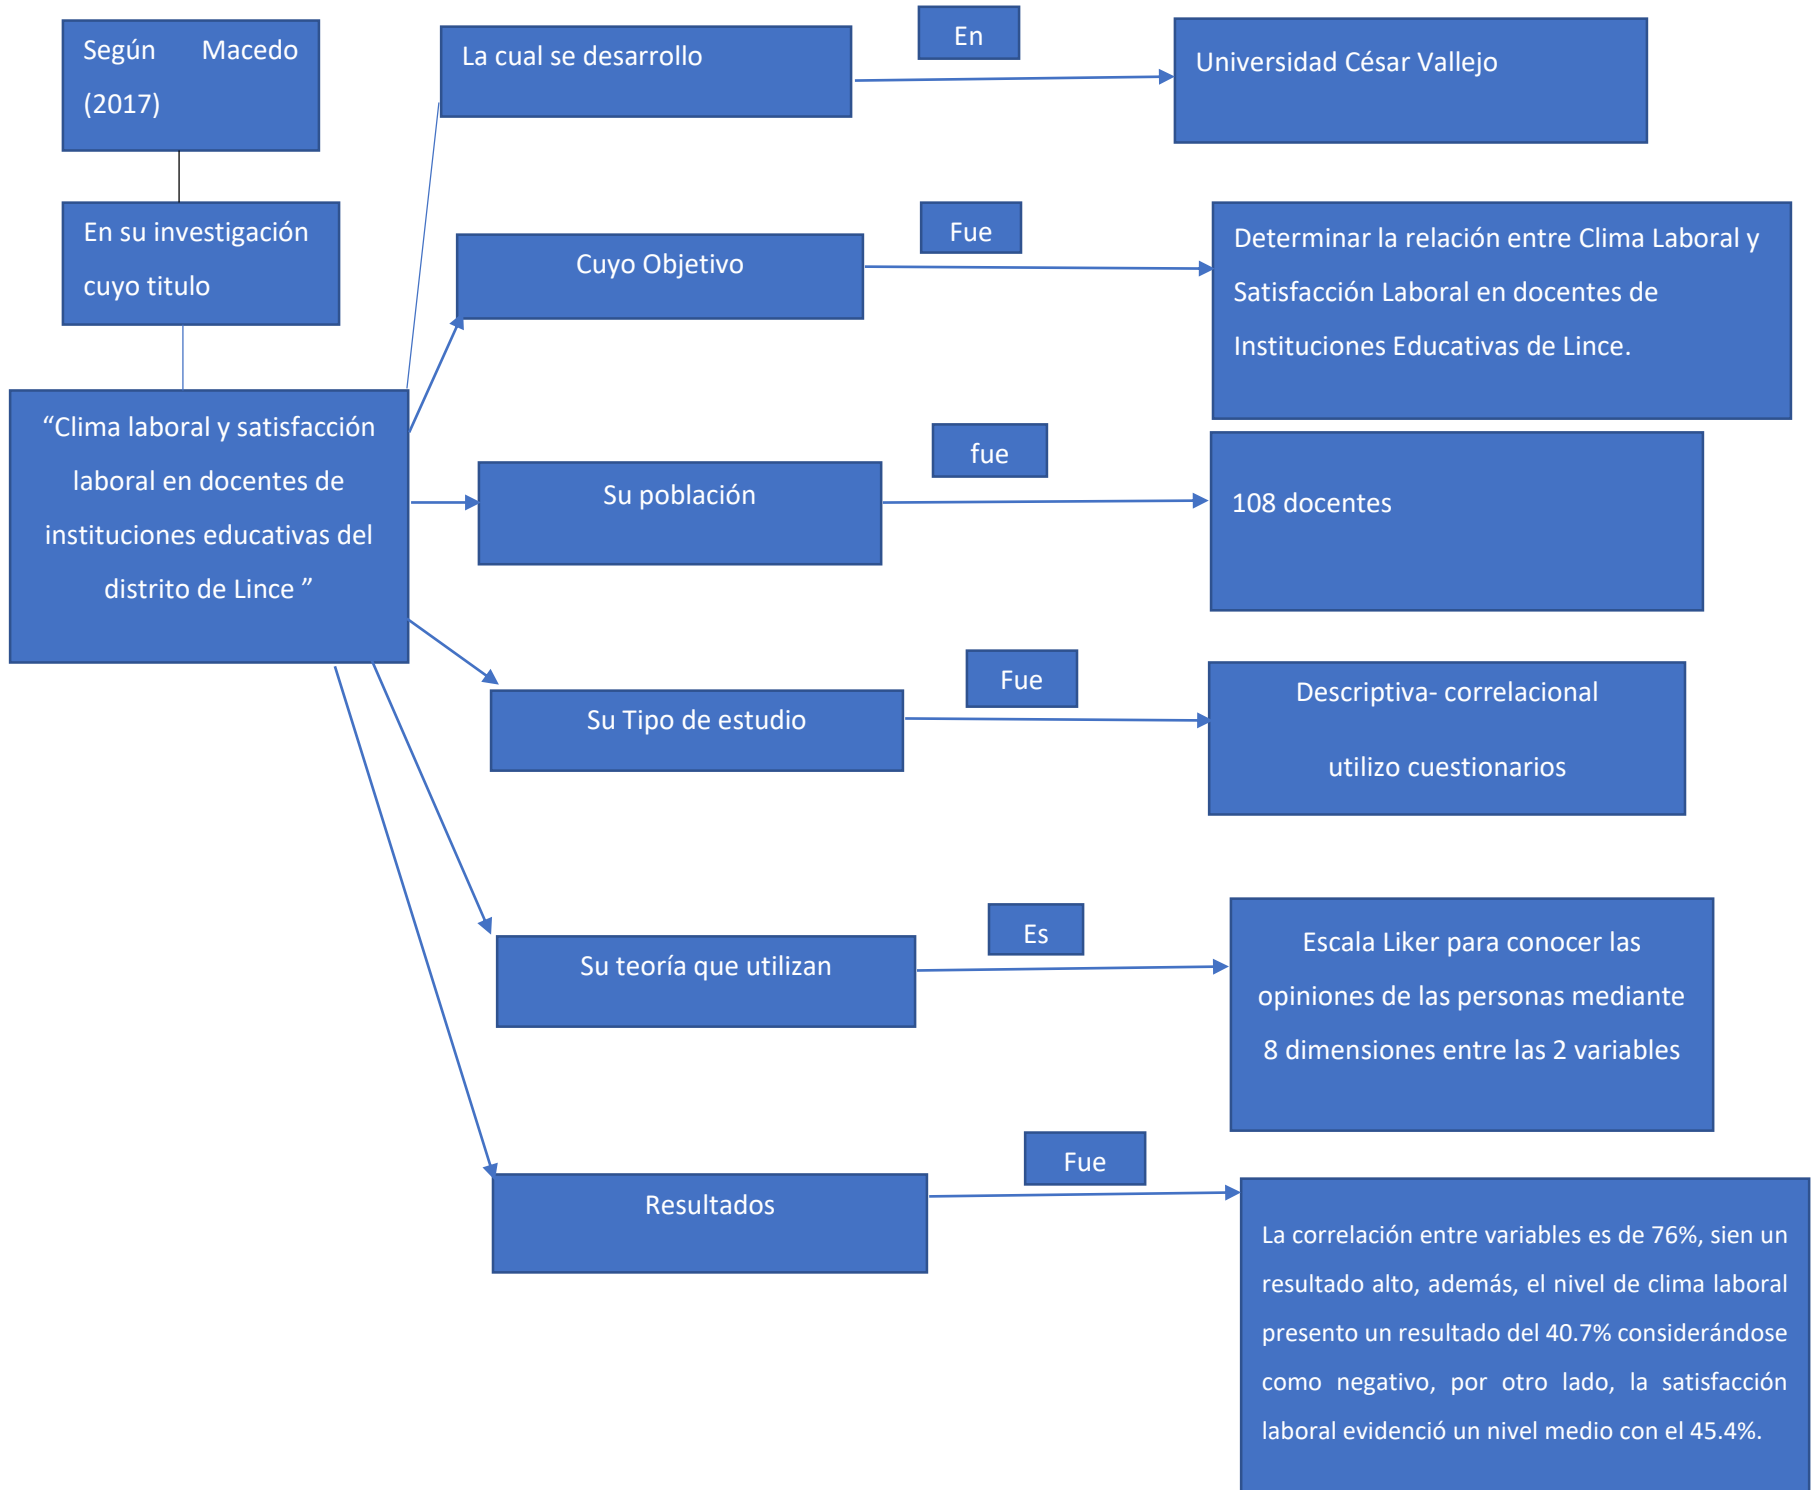 Según Macedo
(2017)
En su investigación
cuyo titulo
“Clima laboral y satisfacción
laboral en docentes de
instituciones educativas del
distrito de Lince ”
La cual se desarrollo
En
Universidad César Vallejo
Cuyo Objetivo
Fue
Determinar la relación entre Clima Laboral y
Satisfacción Laboral en docentes de
Instituciones Educativas de Lince.
Su población
fue
108 docentes
Su Tipo de estudio
Fue
Descriptiva- correlacional
utilizo cuestionarios
Su teoría que utilizan
Es
Escala Liker para conocer las
opiniones de las personas mediante
8 dimensiones entre las 2 variables
Resultados
Fue
La correlación entre variables es de 76%, sien un
resultado alto, además, el nivel de clima laboral
presento un resultado del 40.7% considerándose
como negativo, por otro lado, la satisfacción
laboral evidenció un nivel medio con el 45.4%.